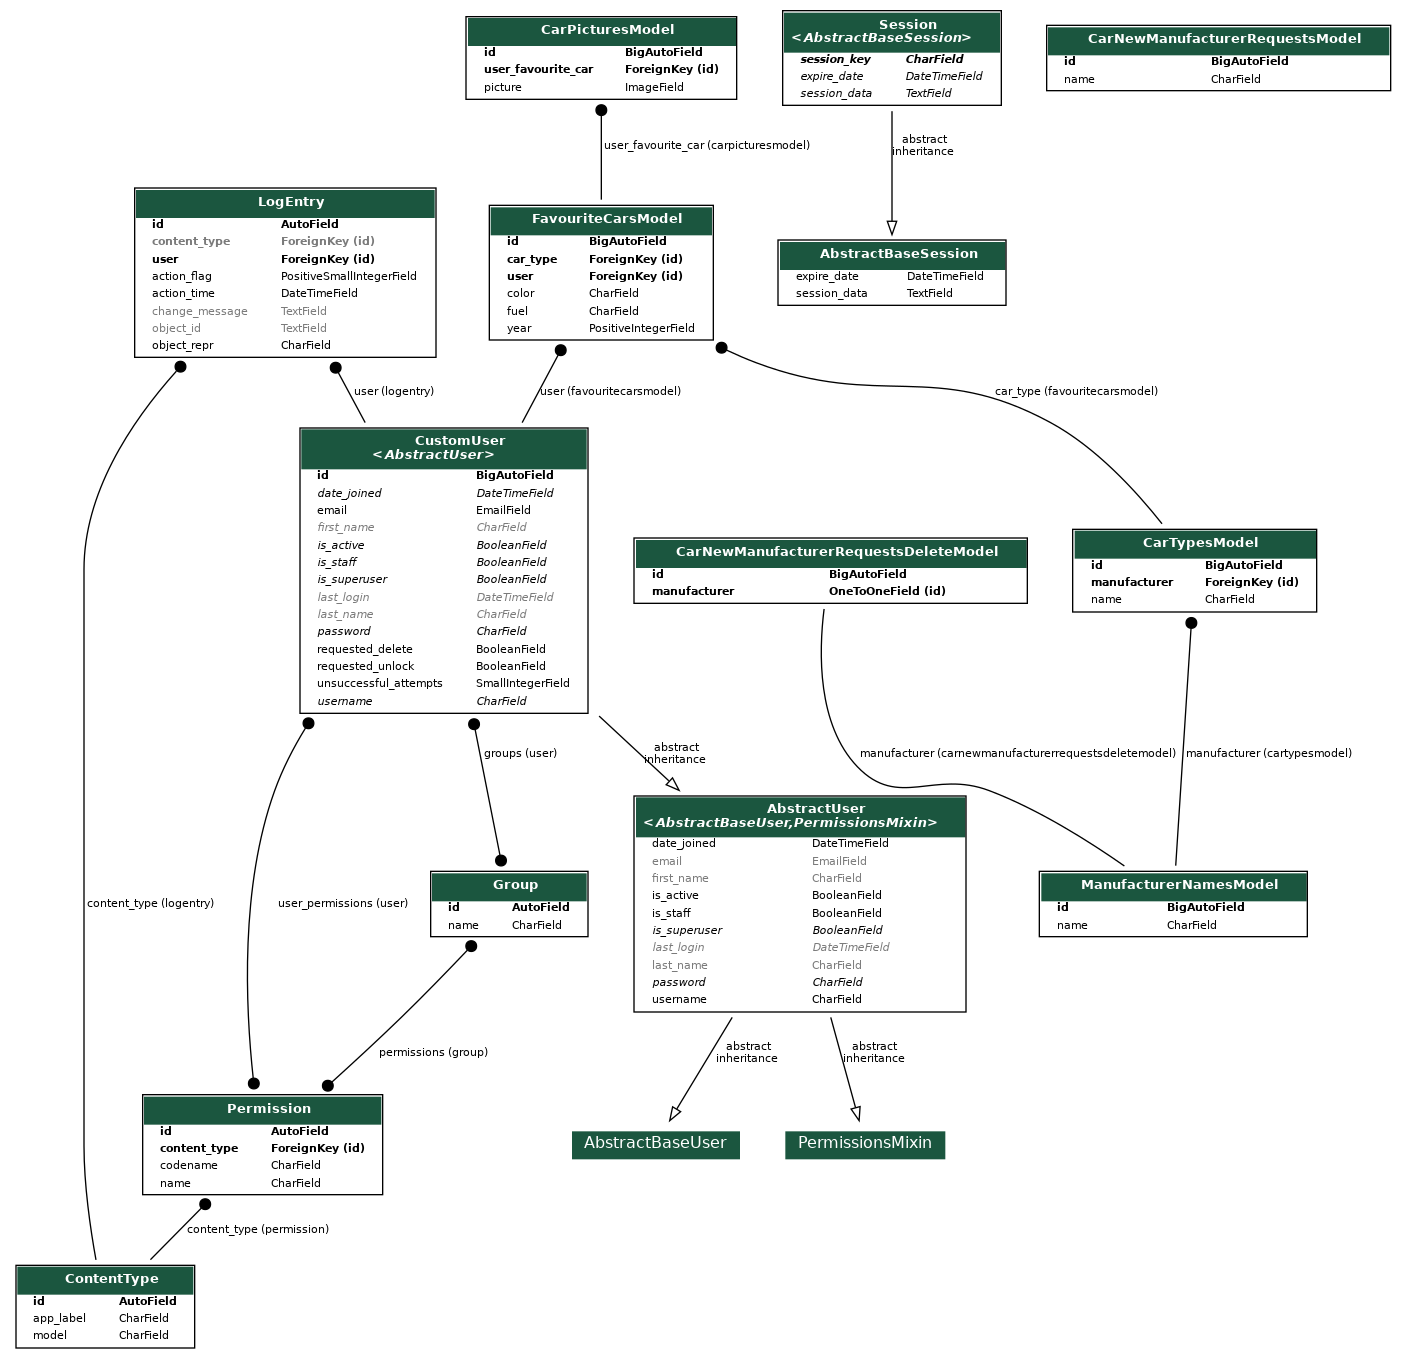 CarPicturesModel
id BigAutoField
user_favourite_car ForeignKey (id)
picture ImageField
Session
<AbstractBaseSession>
session_key CharField
expire_date DateTimeField
session_data TextField
CarNewManufacturerRequestsModel
id BigAutoField
name CharField
user_favourite_car (carpicturesmodel)
abstract
inheritance
LogEntry
id AutoField
content_type ForeignKey (id)
user ForeignKey (id)
action_flag PositiveSmallIntegerField
action_time DateTimeField
change_message TextField
object_id TextField
object_repr CharField
FavouriteCarsModel
id BigAutoField
car_type ForeignKey (id)
user ForeignKey (id)
color CharField
fuel CharField
year PositiveIntegerField
AbstractBaseSession
expire_date DateTimeField
session_data TextField
user (logentry)
user (favouritecarsmodel)
car_type (favouritecarsmodel)
CustomUser
<AbstractUser>
id BigAutoField
date_joined DateTimeField
email EmailField
first_name CharField
is_active BooleanField
is_staff BooleanField
is_superuser BooleanField
last_login DateTimeField
last_name CharField
password CharField
requested_delete BooleanField
requested_unlock BooleanField
unsuccessful_attempts SmallIntegerField
username CharField
CarNewManufacturerRequestsDeleteModel
id BigAutoField
manufacturer OneToOneField (id)
CarTypesModel
id BigAutoField
manufacturer ForeignKey (id)
name CharField
groups (user)
abstract
inheritance
manufacturer (carnewmanufacturerrequestsdeletemodel)
manufacturer (cartypesmodel)
AbstractUser
<AbstractBaseUser,PermissionsMixin>
date_joined DateTimeField
email EmailField
first_name CharField
is_active BooleanField
is_staff BooleanField
is_superuser BooleanField
last_login DateTimeField
last_name CharField
password CharField
username CharField
Group
id AutoField
name CharField
ManufacturerNamesModel
id BigAutoField
name CharField
content_type (logentry)
user_permissions (user)
permissions (group)
abstract
inheritance
abstract
inheritance
Permission
id AutoField
content_type ForeignKey (id)
codename CharField
name CharField
AbstractBaseUser
PermissionsMixin
content_type (permission)
ContentType
id AutoField
app_label CharField
model CharField